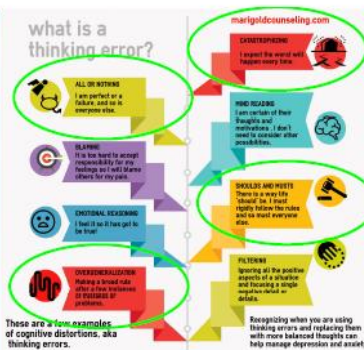 what is a
thinking error?
marigoldcounseling.com
CATASTROPHIZING
I expect the worst will
happen every time.
ALL OR NOTHING
I am perfect or a
failure, and so is
everyone else.
MIND READING
I am certain of their
thoughts and
motivations, I don't
need to consider other
possibilities.
BLAMING
It is too hard to accept
responsibility for my
feelings so I will blame
others for my pain.
SHOULDS AND MUSTS
There is a way life
'should' be. I must
rigidly follow the rules
and so must everyone
else.
EMOTIONAL REASONING
I feel it so it has got to
be true!
FILTERING
Ignoring all the positive
aspects of a situation
and focusing a single
negative detail or
details.
OVERGENERALIZATION
Making a broad rule
after a few instances
of
problems.
These are a few examples
of cognitive distortions, aka
thinking errors.
Recognizing when you are using
thinking errors and replacing them
with more balanced thoughts can
help manage depression and anxiety